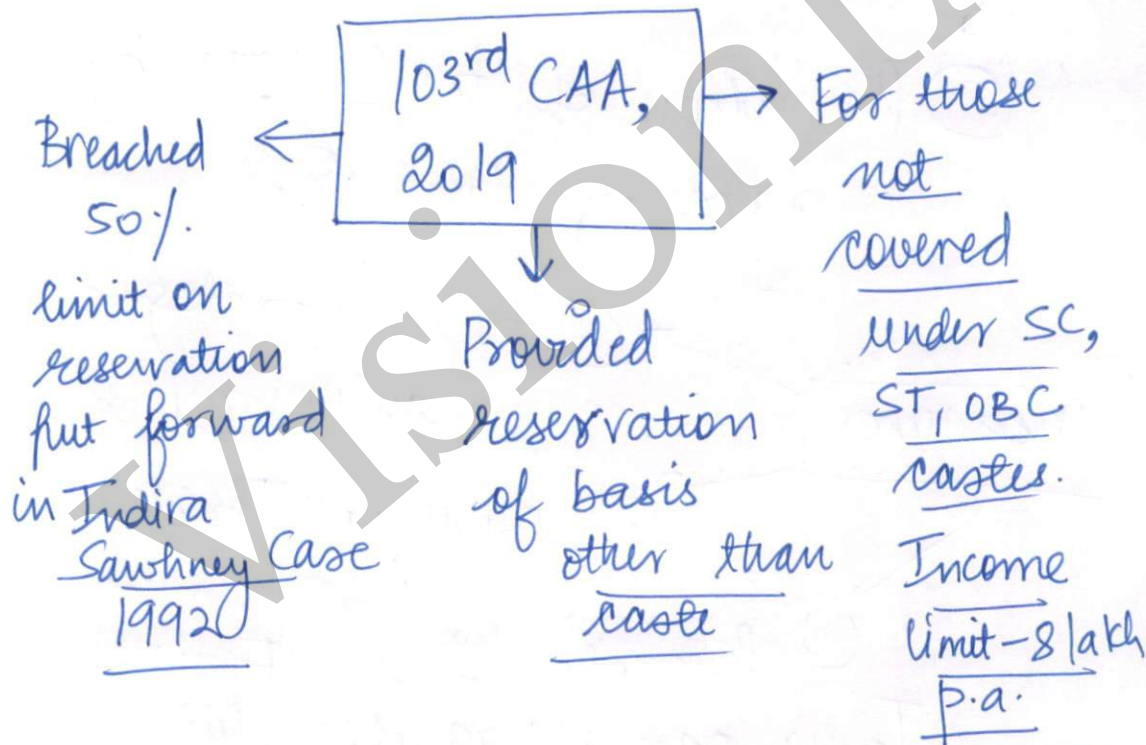 103rd CAA,
2019
Breached
50%.
limit on
reservation
put forward
in Indira
Sawhney Case
1992
Provided
reservation
of basis
other than
caste
For those
not
covered
under SC,
ST, OBC
castes.
Income
limit-8 lakh
p.a.
Vision